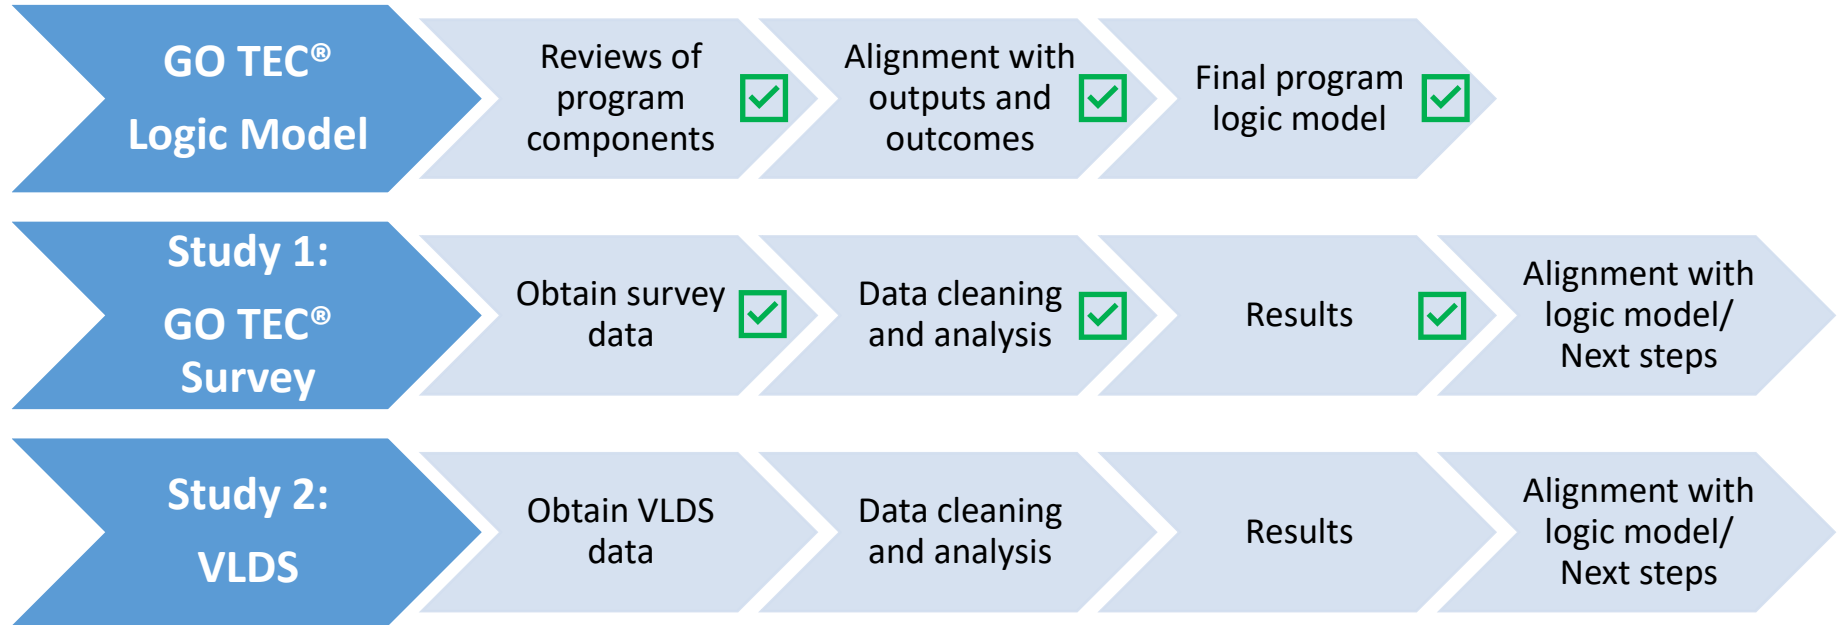 GO TEC®
Logic Model
Reviews of
program
components
Alignment with
outputs and
outcomes
Final program
logic model
Study 1:
GO TEC®
Survey
Obtain survey
data
Data cleaning
and analysis
Results
Alignment with
logic model/
Next steps
Study 2:
VLDS
Obtain VLDS
data
Data cleaning
and analysis
Results
Alignment with
logic model/
Next steps